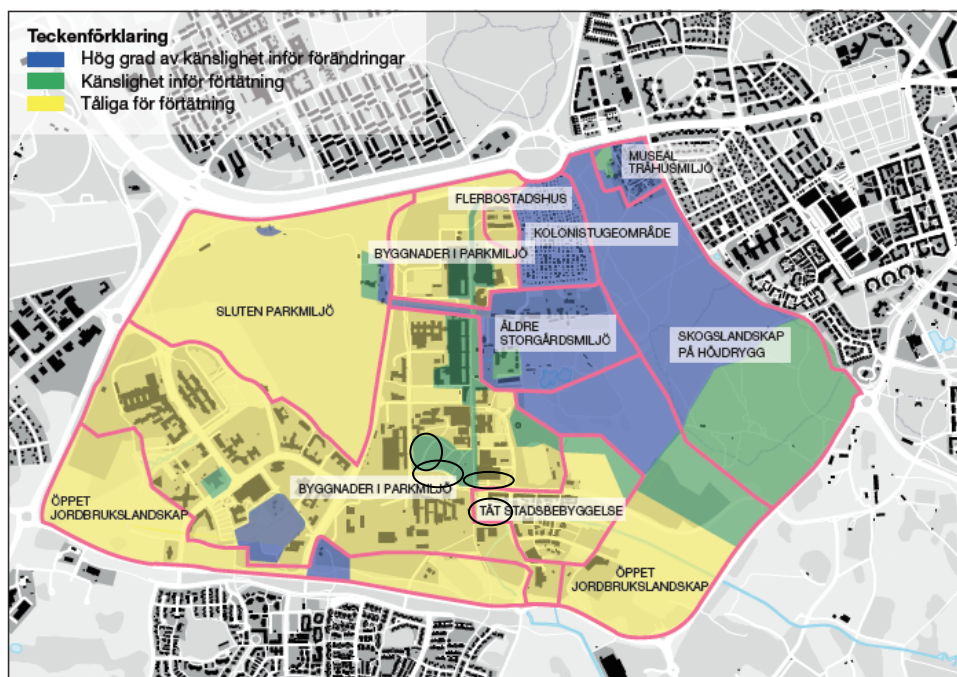 Teckenförklaring
Hög grad av känslighet inför förändringar
Känslighet inför förtätning
Tåliga för förtätning
MUSEAL
TRÄHUSMILJÖ
FLERBOSTADSHUS
KOLONISTUGEOMRÅDE
BYGGNADER I PARKMILJÖ
SLUTEN PARKMILJÖ
ÄLDRE
STORGÅRDSMILJÖ
SKOGSLANDSKAP
PÅ HÖJDRYGG
BYGGNADER I PARKMILJÖ
ÖPPET
JORDBRUKSLANDSKAP
TÄT STADSBEBYGGELSE
ÖPPET
JORDBRUKSLANDSKAP